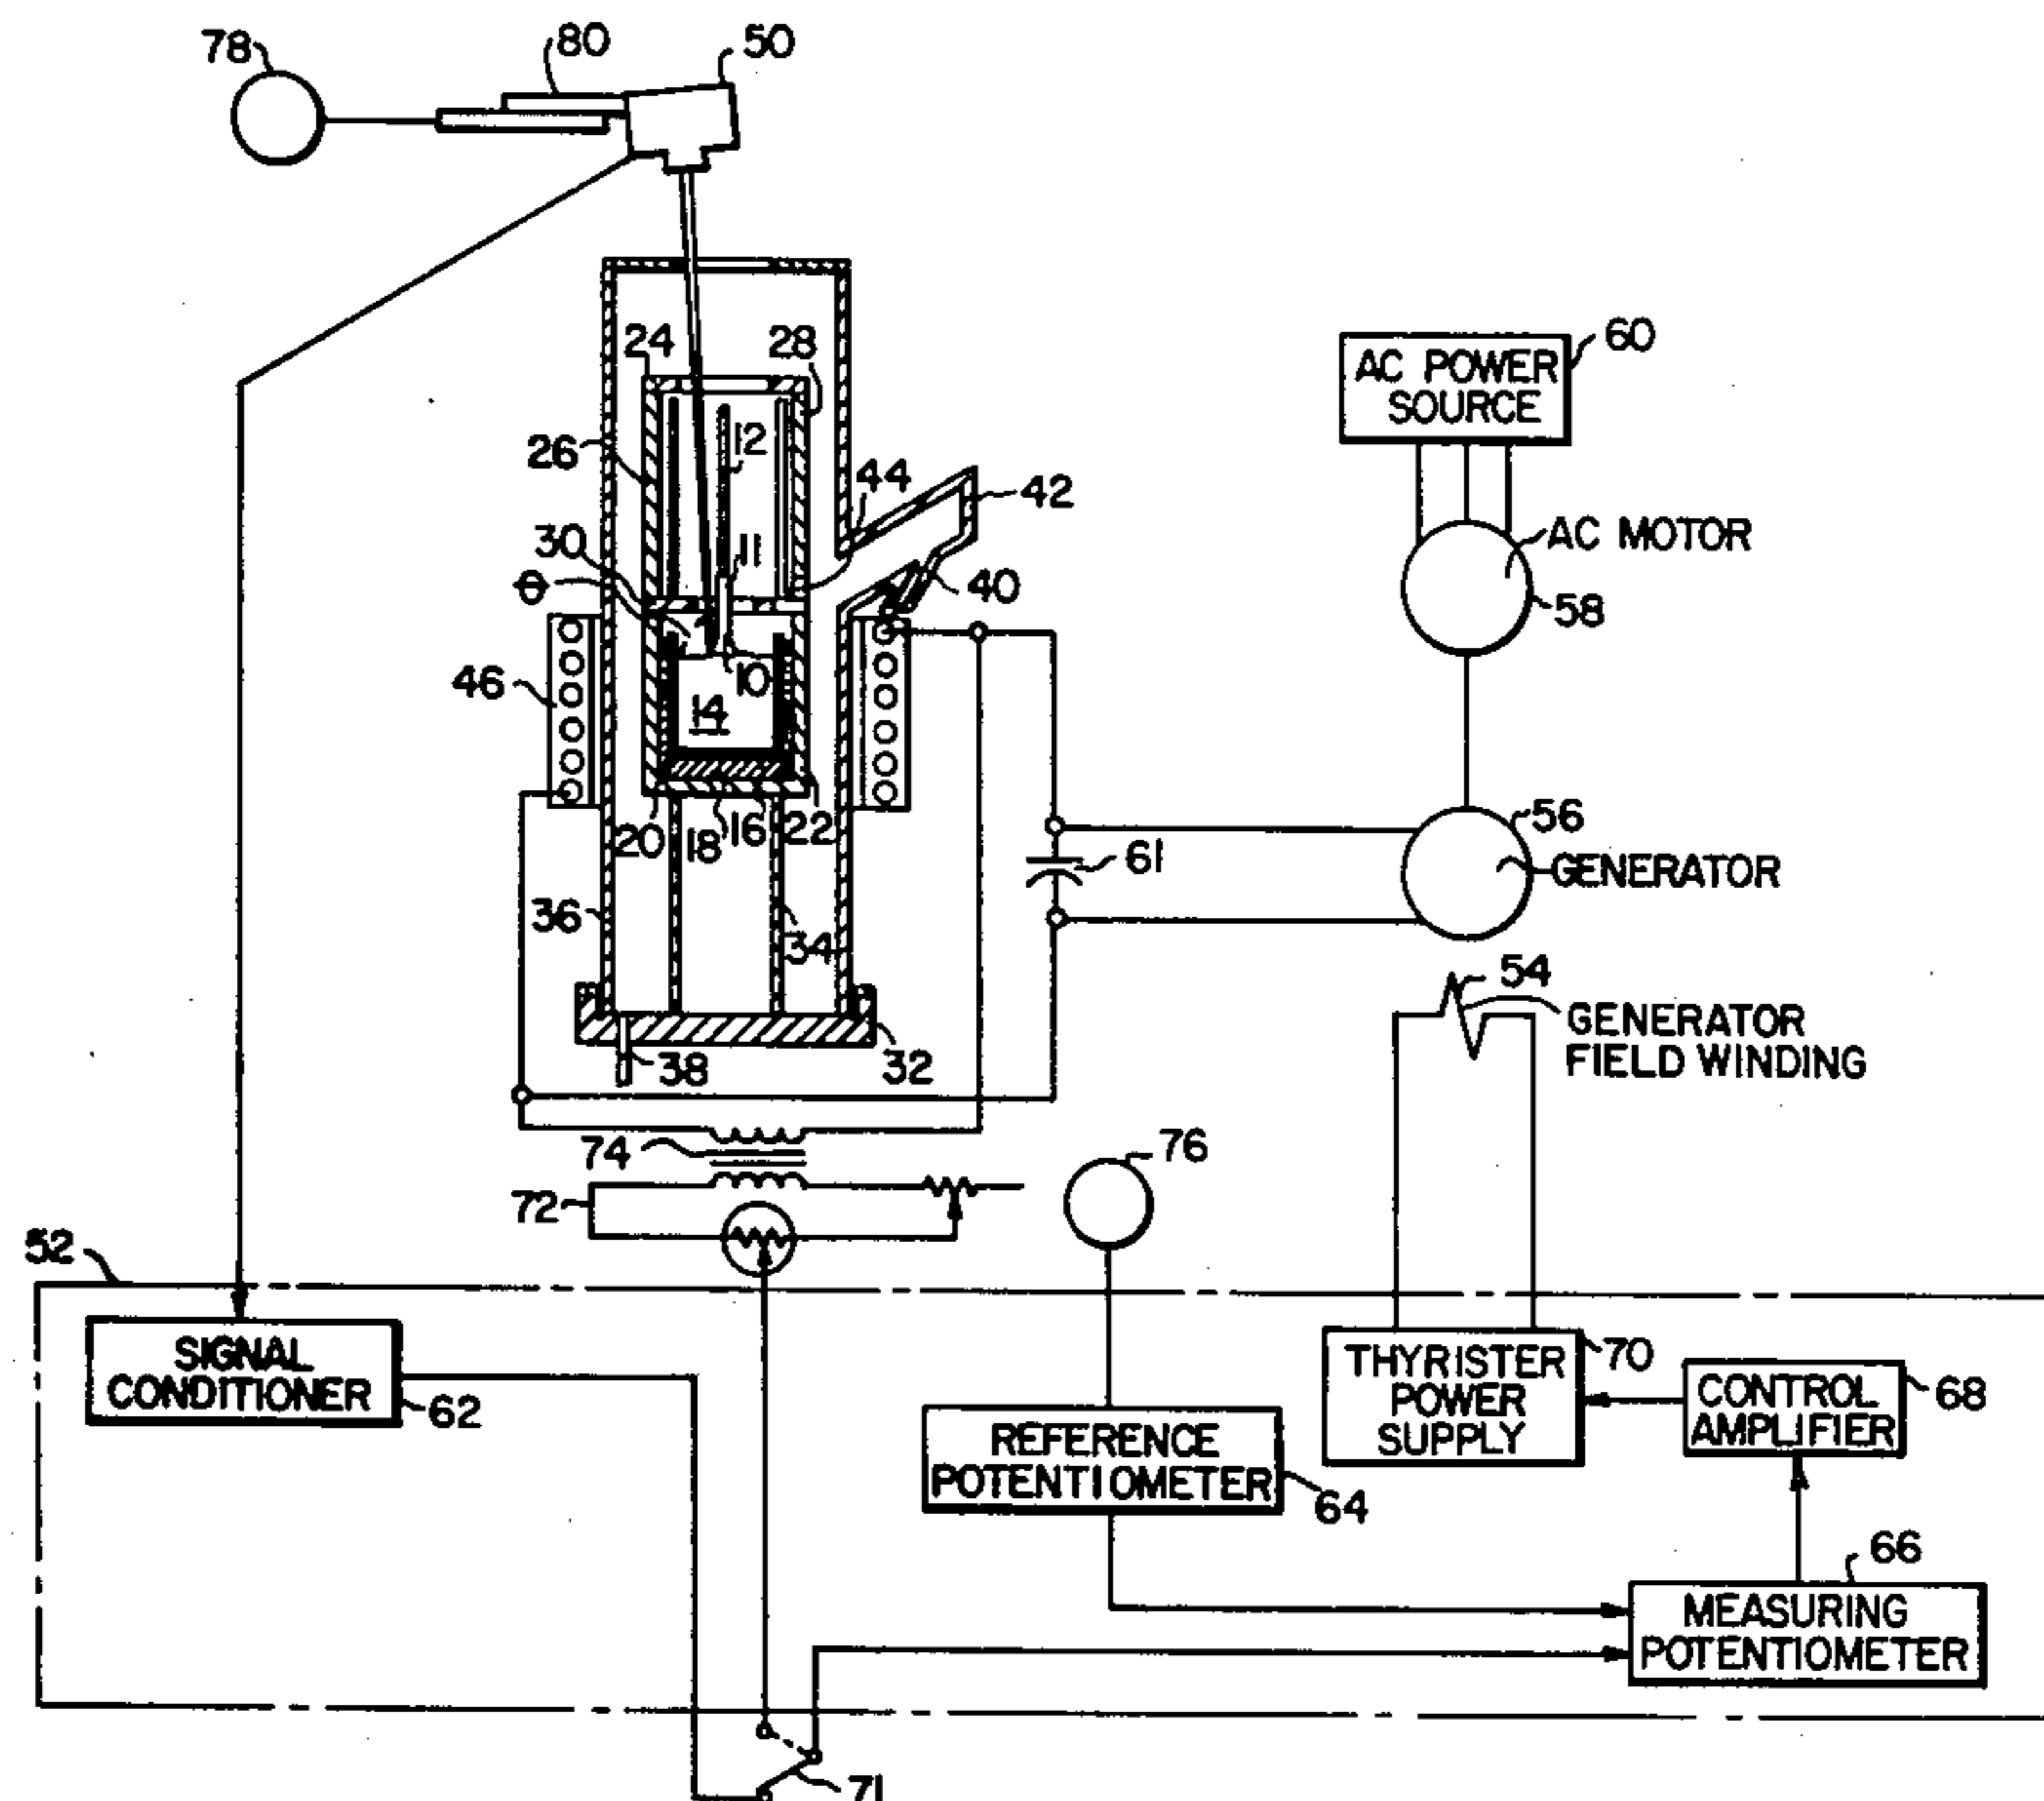 78
80
50
24
28
60
AC POWER
SOURCE
26
12
44
42
30
11
AC MOTOR
θ
40
58
46
10
14
56
20
18
16
22
61
GENERATOR
36
34
54
GENERATOR
FIELD WINDING
38
32
74
76
72
52
SIGNAL
CONDITIONER
62
THYRISTER
POWER
SUPPLY
70
CONTROL
AMPLIFIER
68
REFERENCE
POTENTIOMETER
64
66
MEASURING
POTENTIOMETER
71